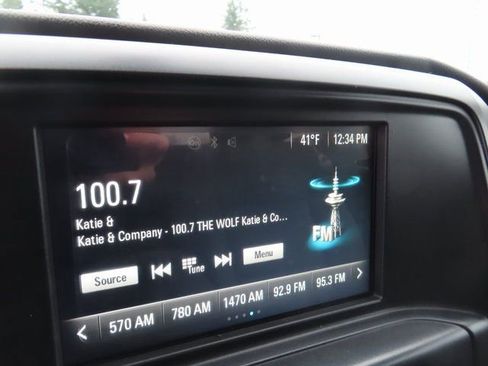 41°F 12:34 PM
100.7
Katie &
Katie & Company - 100.7 THE WOLF Katie & Co...
FM
Source Tune Menu
570 AM 780 AM 1470 AM 92.9 FM 95.3 FM